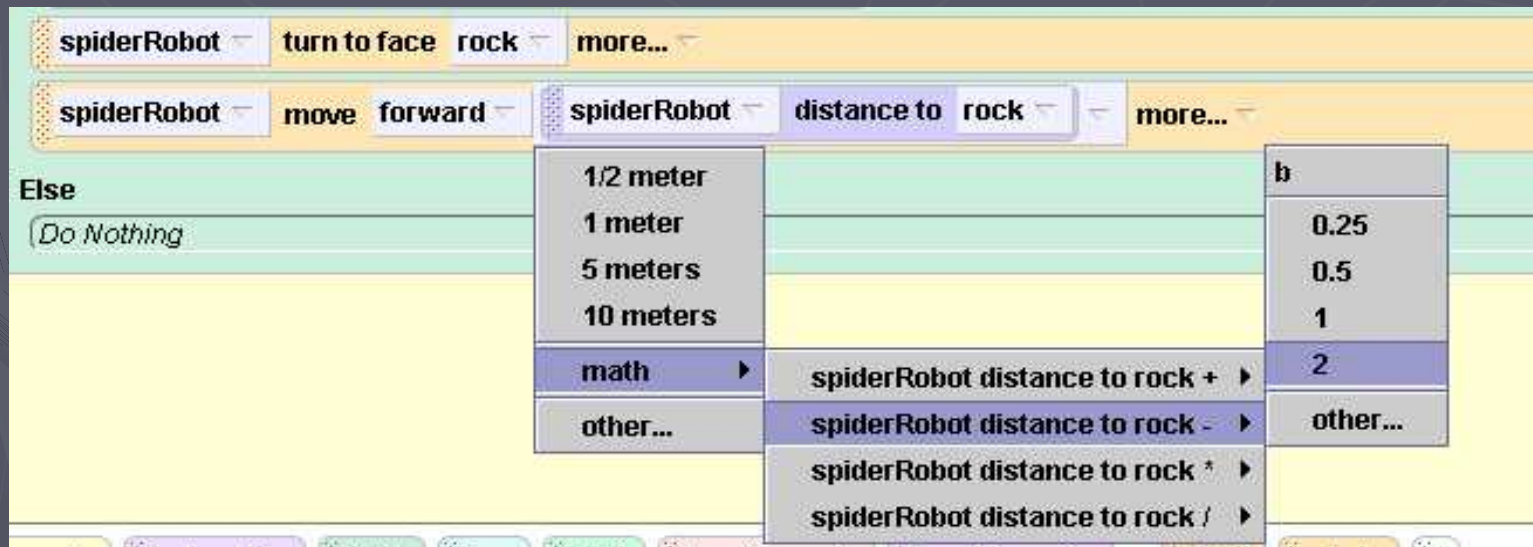 spiderRobot turn to face rock more...
spiderRobot move forward spiderRobot distance to rock more...
Else
Do Nothing
1/2 meter
1 meter
5 meters
10 meters
math
other...
spiderRobot distance to rock +
spiderRobot distance to rock -
spiderRobot distance to rock *
spiderRobot distance to rock /
b
0.25
0.5
1
2
other...